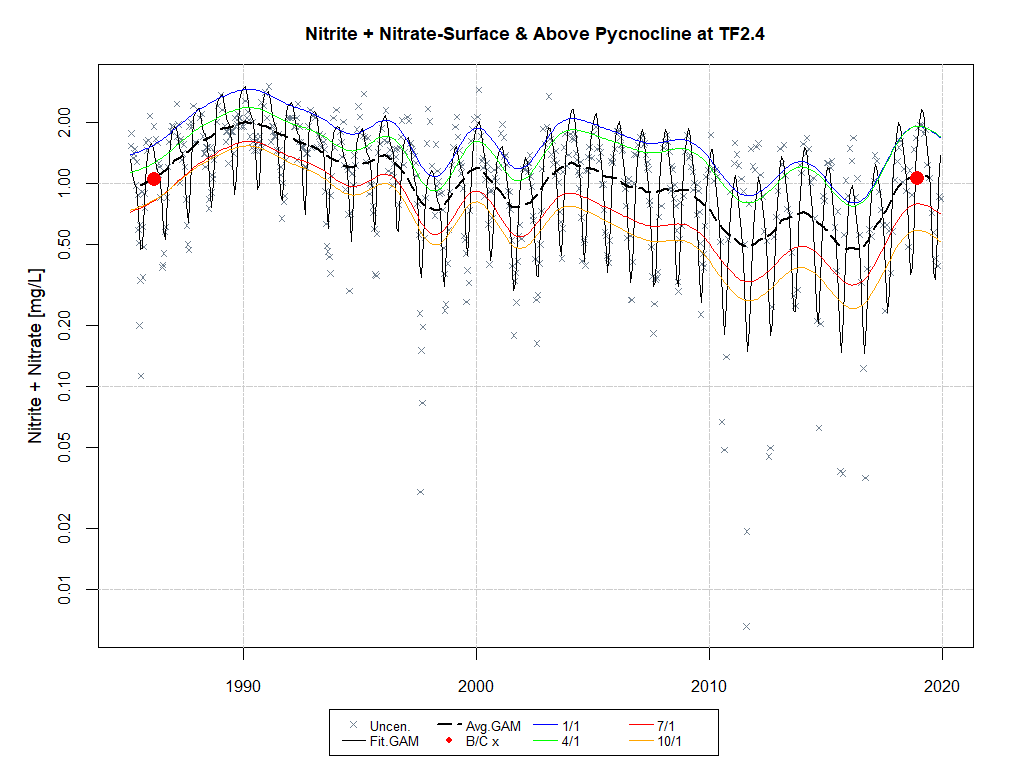 Nitrite + Nitrate-Surface & Above Pycnocline at TF2.4
Nitrite + Nitrate [mg/L]
2.00
1.00
0.50
0.20
0.10
0.05
0.02
0.01
1990 2000 2010 2020
Uncen. Avg.GAM 1/1 7/1
Fit.GAM B/C x 4/1 10/1